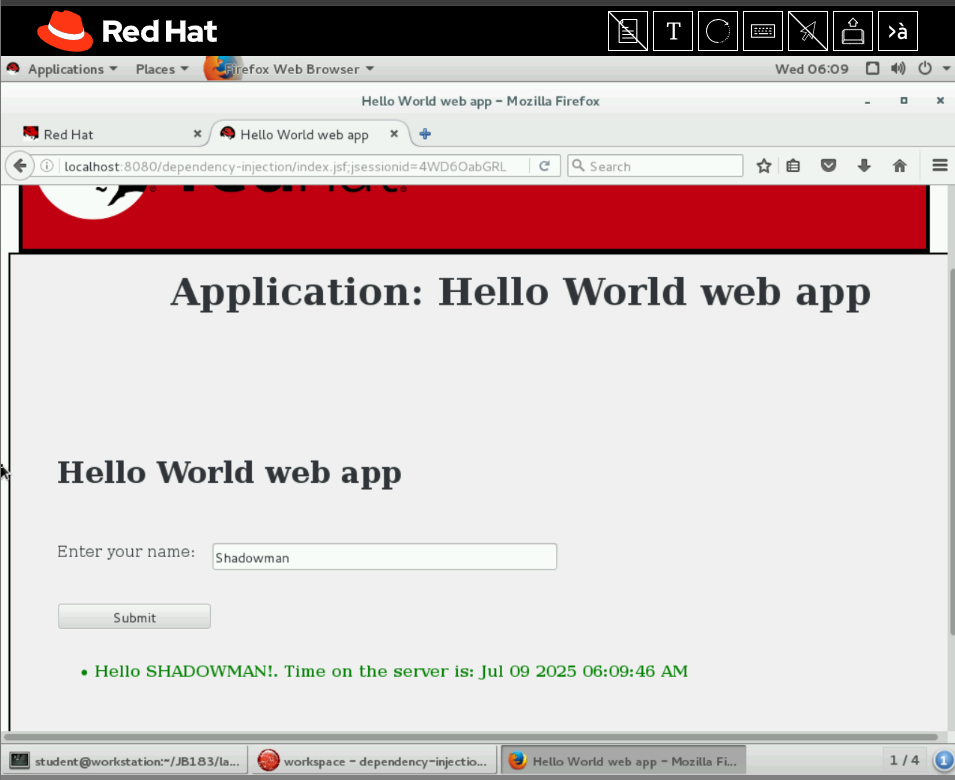 Red Hat
T
>à
Applications Places Firefox Web Browser Wed 06:09
Hello World web app – Mozilla Firefox
Red Hat Hello World web app
localhost:8080/dependency-injection/index.jsf;jsessionid=4WD6OabGRL Search
Application: Hello World web app
Hello World web app
Enter your name: Shadowman
Submit
• Hello SHADOWMAN!. Time on the server is: Jul 09 2025 06:09:46 AM
student@workstation:~/JB183/la... workspace – dependency-injectio... Hello World web app – Mozilla Fi... 1 / 4 1